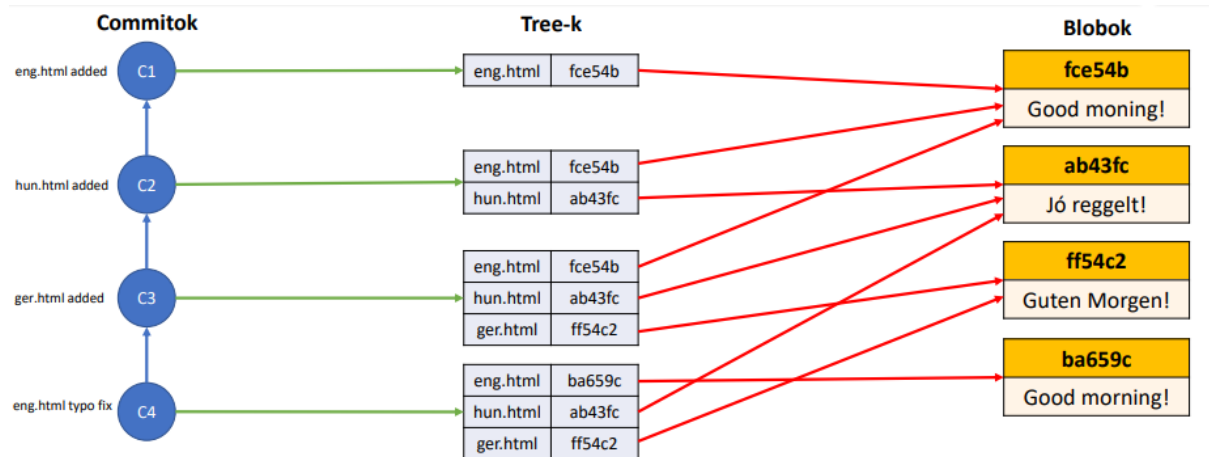 Commitok
Tree-k
Blobok
eng.html added
C1
eng.html fce54b
fce54b
Good moning!
hun.html added
C2
eng.html fce54b
hun.html ab43fc
ab43fc
Jó reggelt!
ger.html added
C3
eng.html fce54b
hun.html ab43fc
ger.html ff54c2
ff54c2
Guten Morgen!
eng.html typo fix
C4
eng.html ba659c
hun.html ab43fc
ger.html ff54c2
ba659c
Good morning!